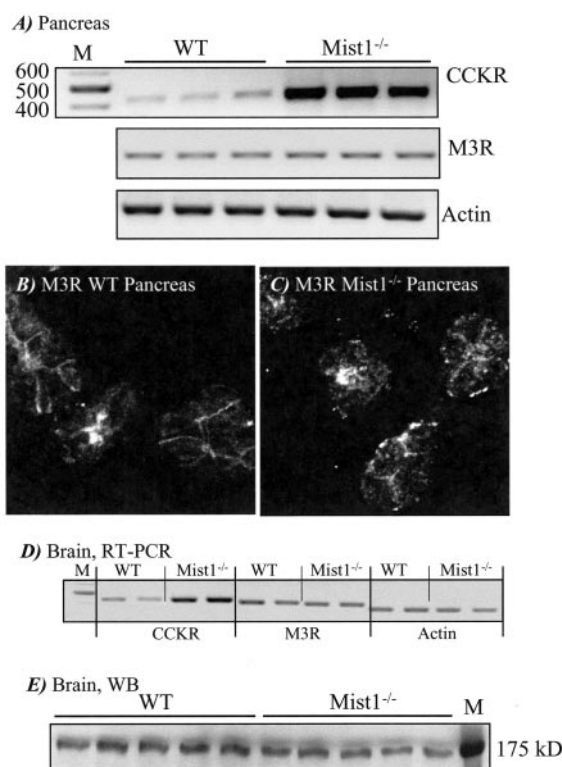 A) Pancreas
M WT Mist1-/-
600
500
400
CCKR
M3R
Actin
B) M3R WT Pancreas
C) M3R Mist1-/- Pancreas
D) Brain, RT-PCR
M WT Mist1-/- WT Mist1-/- WT Mist1-/-
CCKR M3R Actin
E) Brain, WB
WT Mist1-/- M
175 kD